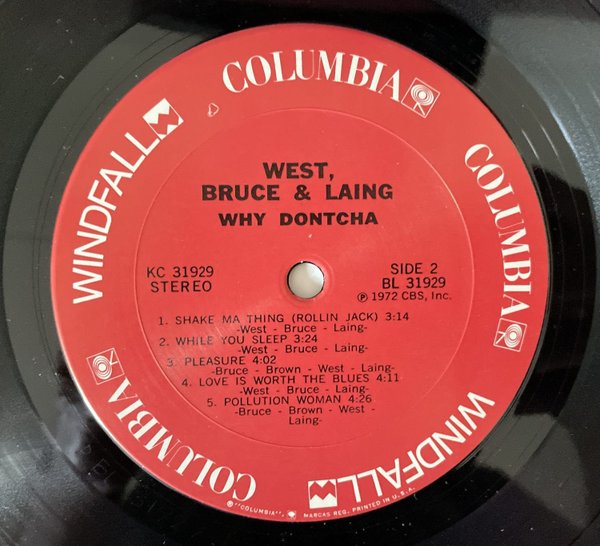 COLUMBIA
COLUMBIA
WINDFALL
COLUMBIA
COLUMBIA
WINDFALL
WEST,
BRUCE & LAING
WHY DONTCHA
KC 31929
STEREO
SIDE 2
BL 31929
Ⓟ 1972 CBS, Inc.
1. SHAKE MA THING (ROLLIN JACK) 3:14
-West - Bruce - Laing-
2. WHILE YOU SLEEP 3:24
-West - Bruce - Laing-
3. PLEASURE 4:02
-Bruce - Brown - West - Laing-
4. LOVE IS WORTH THE BLUES 4:11
-West - Bruce - Laing-
5. POLLUTION WOMAN 4:26
-Bruce - Brown - West -
Laing-
® "COLUMBIA", MARCAS REG. PRINTED IN U.S.A.